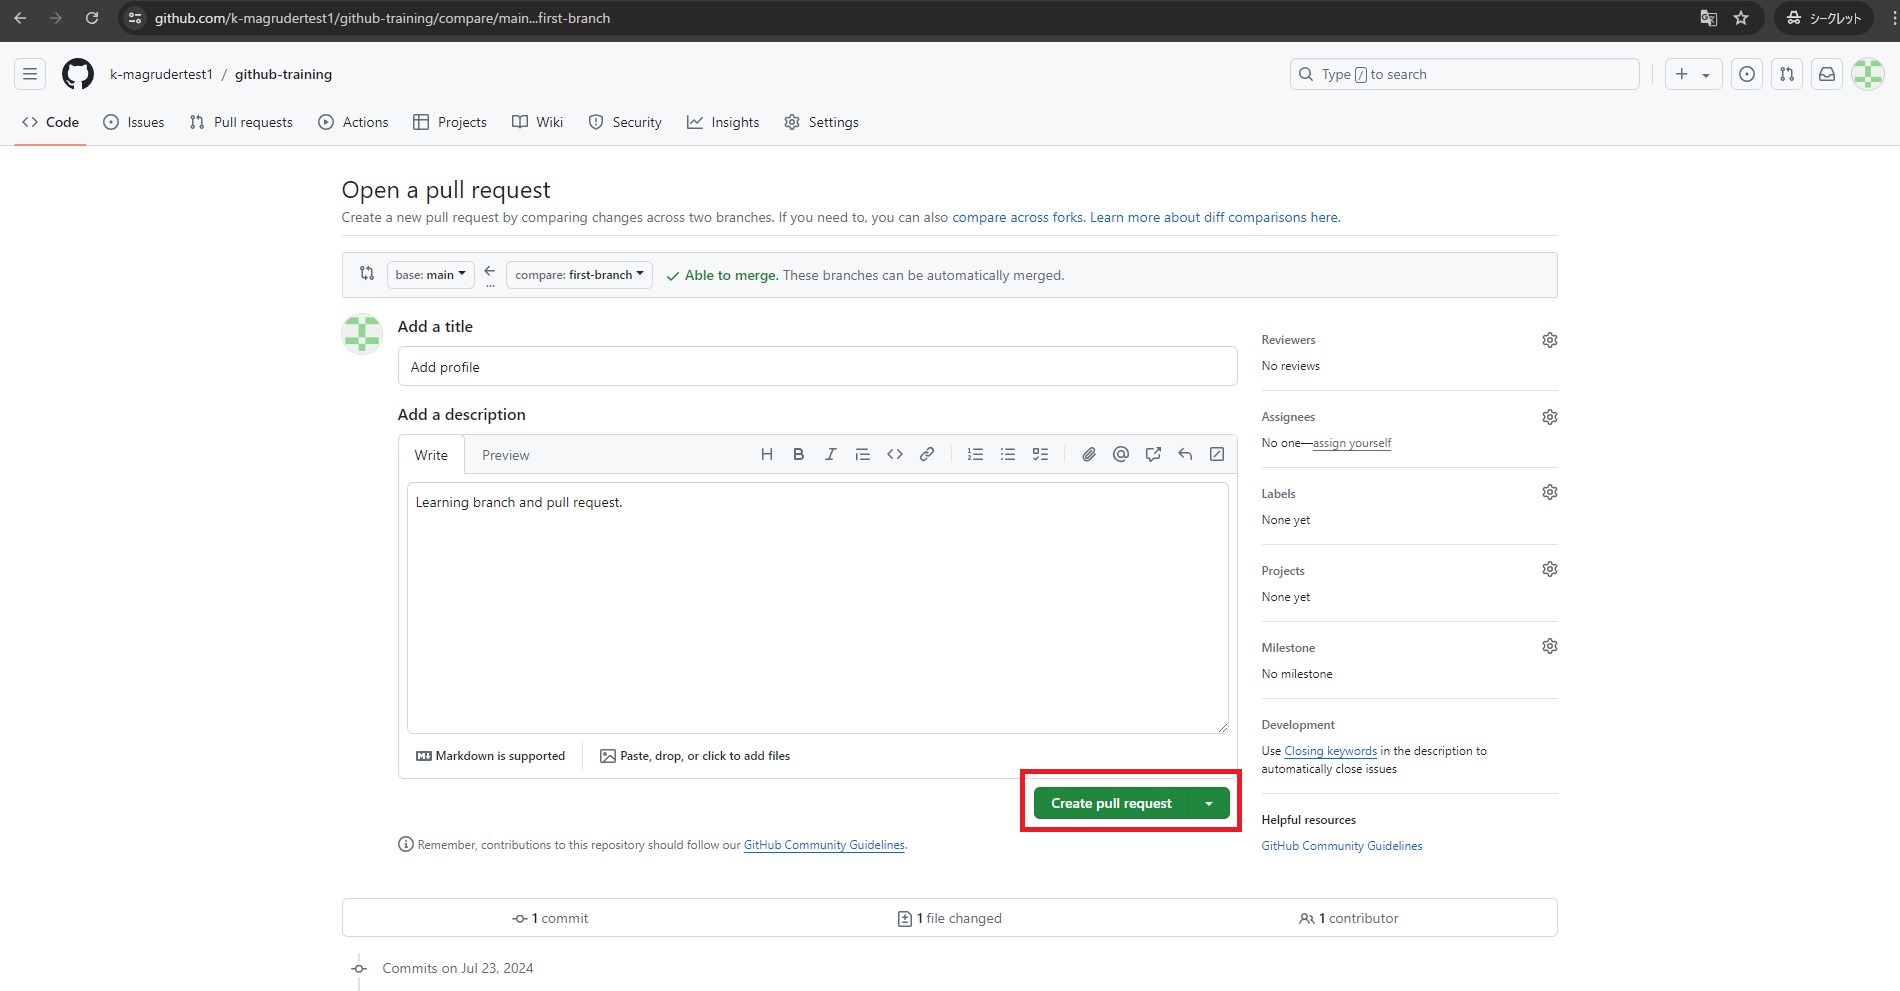 github.com/k-magrudertest1/github-training/compare/main...first-branch
シークレット
k-magrudertest1 / github-training
Type / to search
Code Issues Pull requests Actions Projects Wiki Security Insights Settings
Open a pull request
Create a new pull request by comparing changes across two branches. If you need to, you can also compare across forks. Learn more about diff comparisons here.
base: main
...
compare: first-branch
Able to merge. These branches can be automatically merged.
Add a title
Add profile
Add a description
Write Preview
Learning branch and pull request.
Markdown is supported
Paste, drop, or click to add files
Create pull request
Remember, contributions to this repository should follow our GitHub Community Guidelines.
Reviewers
No reviews
Assignees
No one—assign yourself
Labels
None yet
Projects
None yet
Milestone
No milestone
Development
Use Closing keywords in the description to
automatically close issues
Helpful resources
GitHub Community Guidelines
1 commit
1 file changed
1 contributor
Commits on Jul 23, 2024